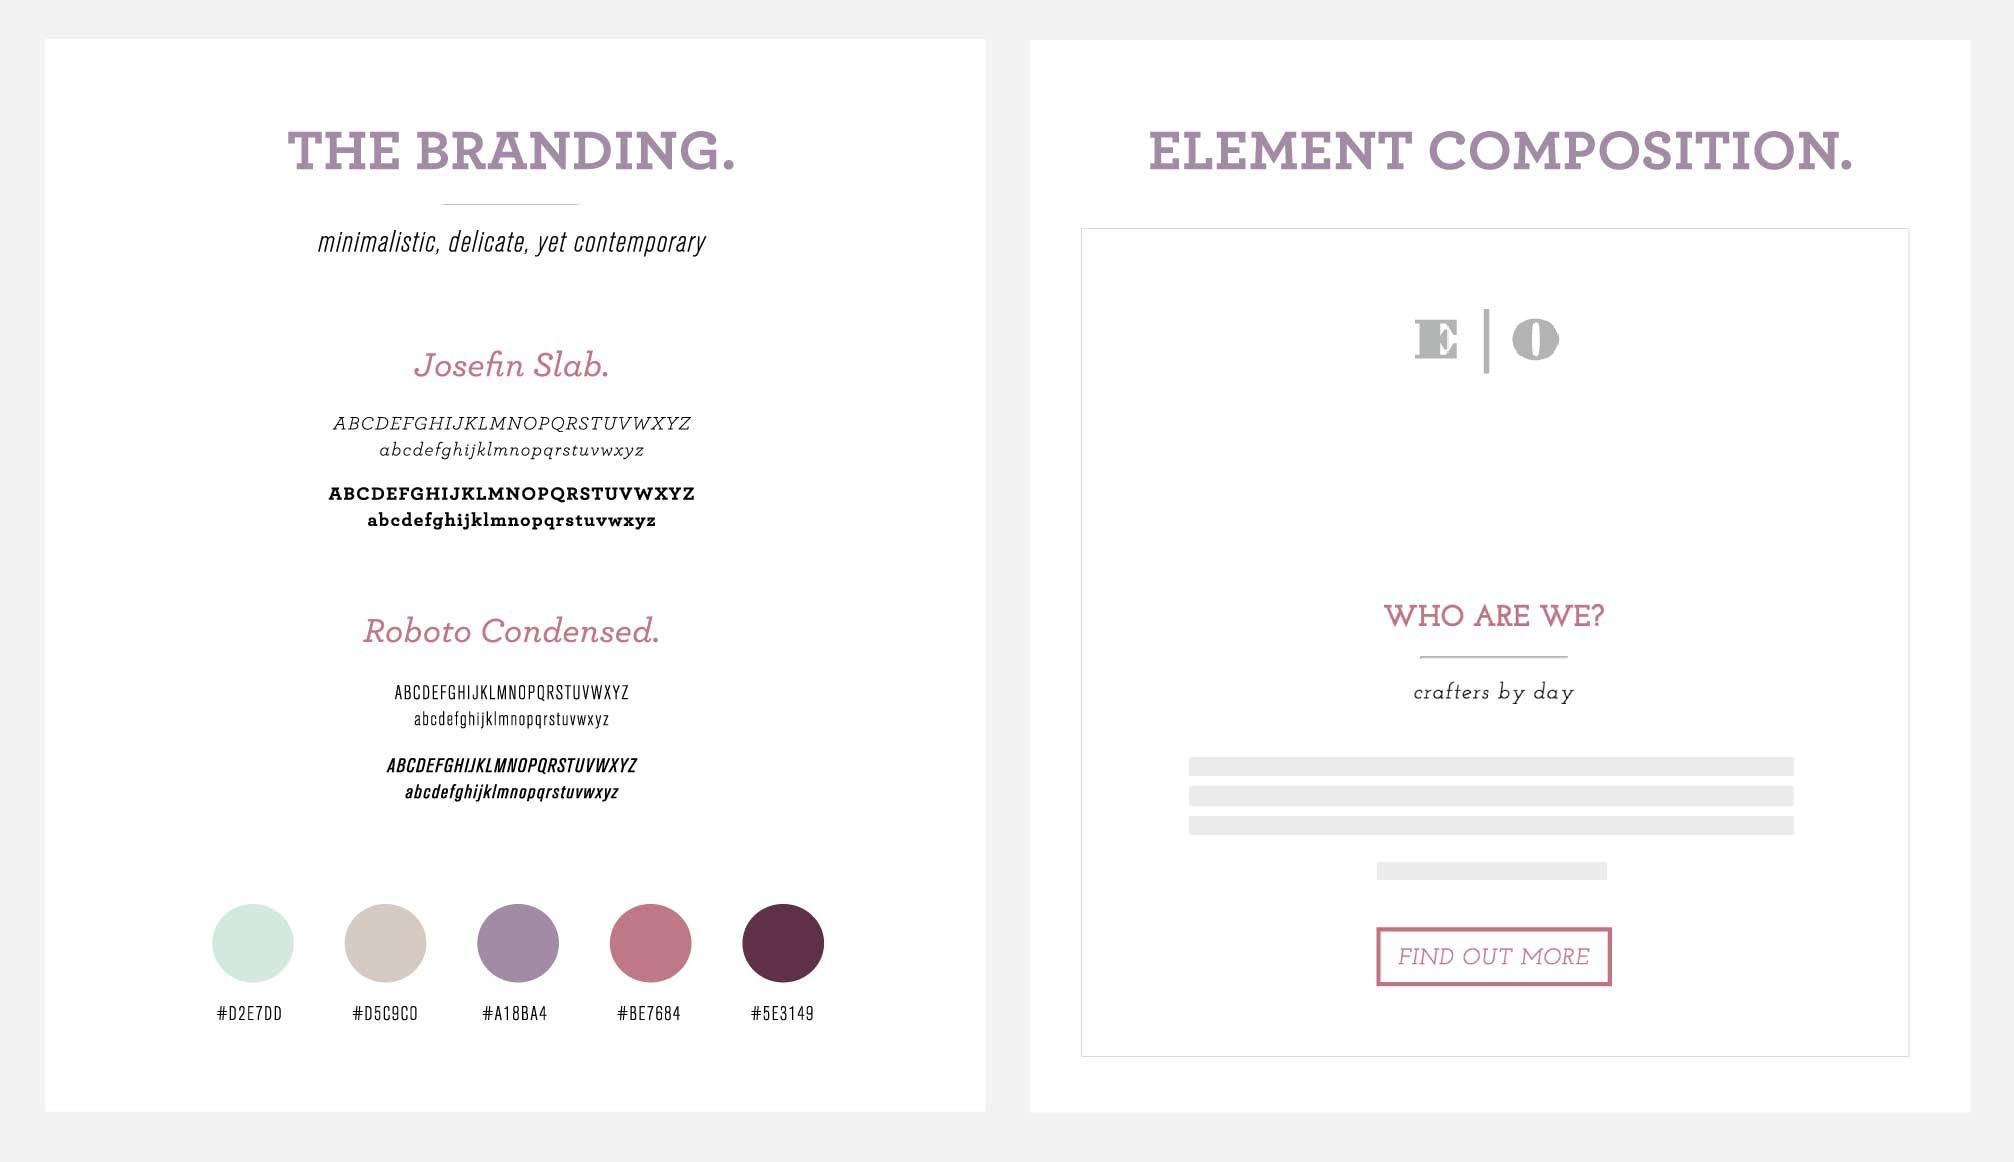 THE BRANDING.
minimalistic, delicate, yet contemporary
Josefin Slab.
ABCDEFGHIJKLMNOPQRSTUVWXYZ
abcdefghijklmnopqrstuvwxyz
ABCDEFGHIJKLMNOPQRSTUVWXYZ
abcdefghijklmnopqrstuvwxyz
Roboto Condensed.
ABCDEFGHIJKLMNOPQRSTUVWXYZ
abcdefghijklmnopqrstuvwxyz
ABCDEFGHIJKLMNOPQRSTUVWXYZ
abcdefghijklmnopqrstuvwxyz
#D2E7DD #D5C9C0 #A18BA4 #BE7684 #5E3149
ELEMENT COMPOSITION.
E | O
WHO ARE WE?
crafters by day
FIND OUT MORE